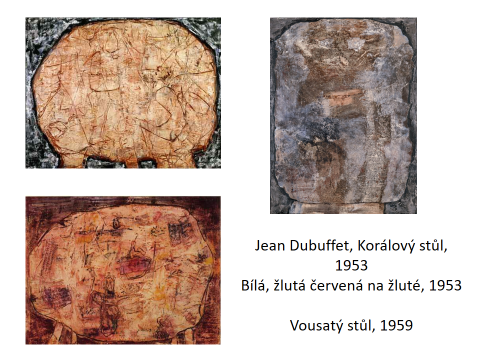 Jean Dubuffet, Korálový stůl,
1953
Bílá, žlutá červená na žluté, 1953
Vousatý stůl, 1959